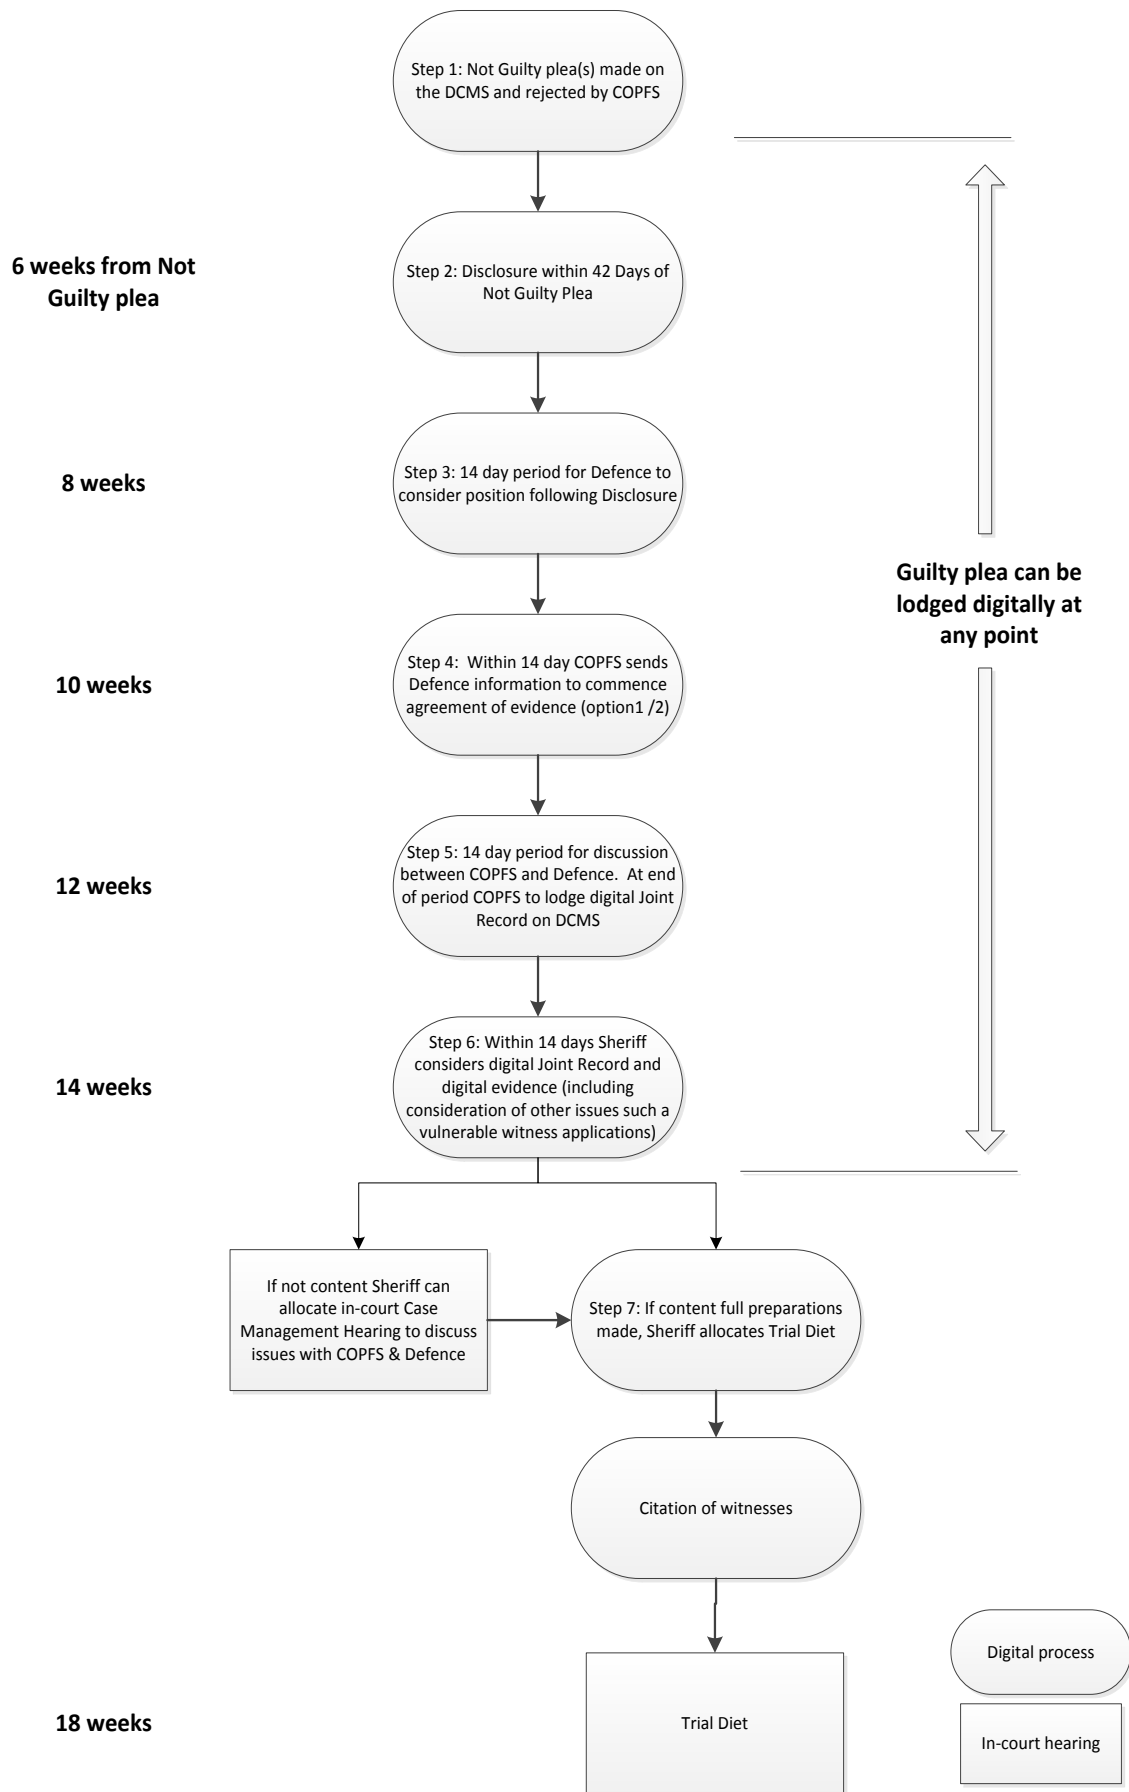 Step 1: Not Guilty plea(s) made on
the DCMS and rejected by COPFS
6 weeks from Not
Guilty plea
Step 2: Disclosure within 42 Days of
Not Guilty Plea
8 weeks
Step 3: 14 day period for Defence to
consider position following Disclosure
Guilty plea can be
lodged digitally at
any point
10 weeks
Step 4:  Within 14 day COPFS sends
Defence information to commence
agreement of evidence (option1 /2)
12 weeks
Step 5: 14 day period for discussion
between COPFS and Defence.  At end
of period COPFS to lodge digital Joint
Record on DCMS
14 weeks
Step 6: Within 14 days Sheriff
considers digital Joint Record and
digital evidence (including
consideration of other issues such a
vulnerable witness applications)
If not content Sheriff can
allocate in-court Case
Management Hearing to discuss
issues with COPFS & Defence
Step 7: If content full preparations
made, Sheriff allocates Trial Diet
Citation of witnesses
18 weeks
Trial Diet
Digital process
In-court hearing